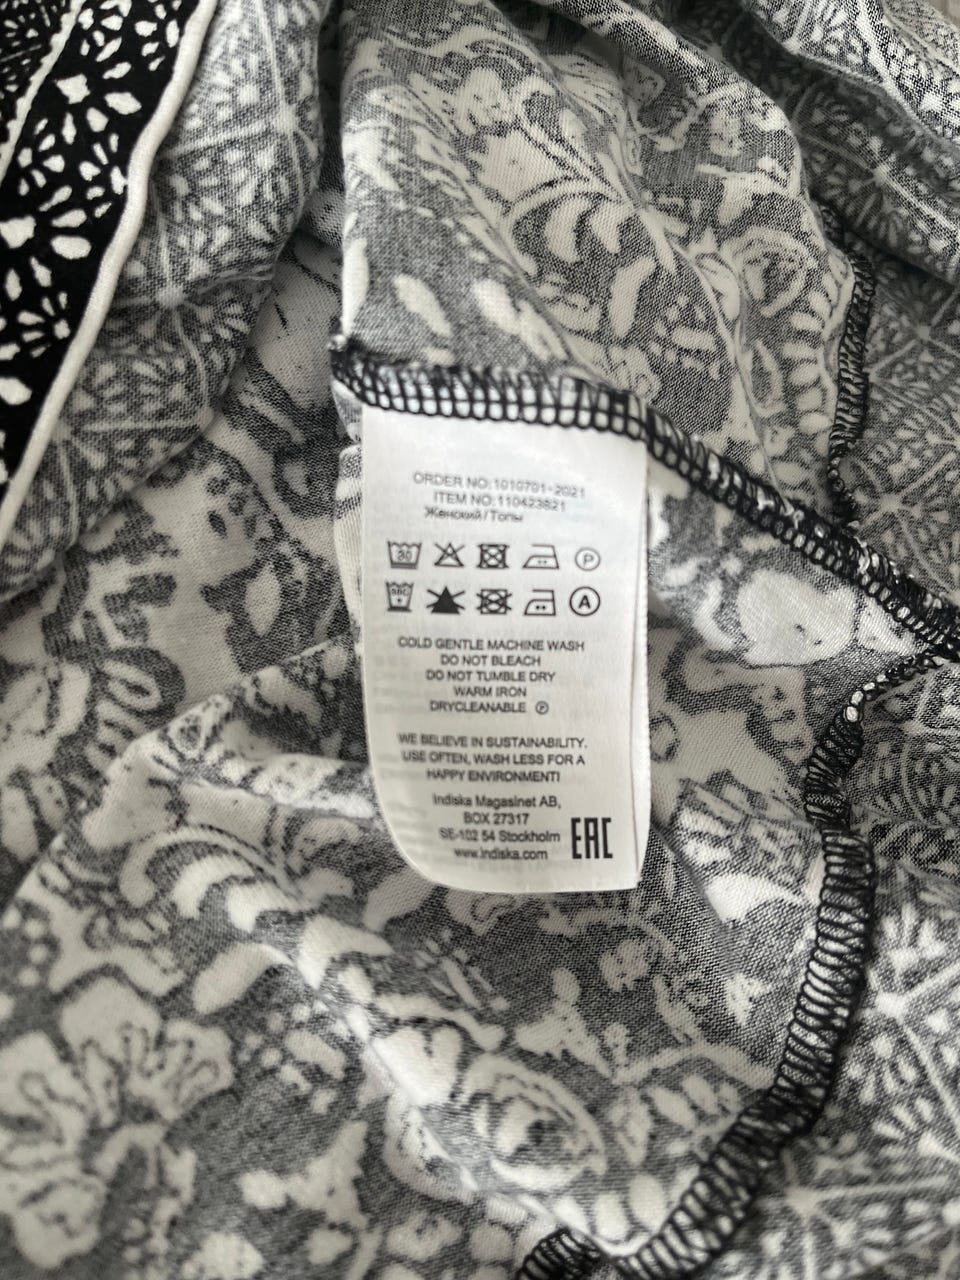 ORDER NO:1010701-2021
ITEM NO:110423821
Женский/Топы
30 P
A
COLD GENTLE MACHINE WASH
DO NOT BLEACH
DO NOT TUMBLE DRY
WARM IRON
DRYCLEANABLE Ⓟ
WE BELIEVE IN SUSTAINABILITY.
USE OFTEN, WASH LESS FOR A
HAPPY ENVIRONMENT!
Indiska Magasinet AB,
BOX 27317
SE-102 54 Stockholm
www.indiska.com
EAC